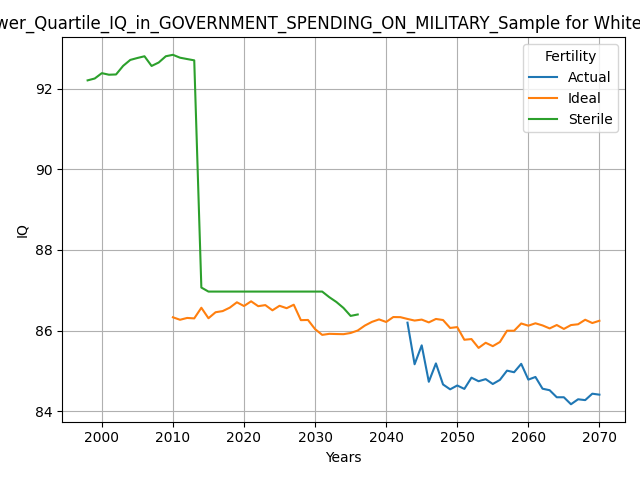 wer_Quartile_IQ_in_GOVERNMENT_SPENDING_ON_MILITARY_Sample for White
Fertility
Actual
Ideal
Sterile
IQ
92
90
88
86
84
2000 2010 2020 2030 2040 2050 2060 2070
Years